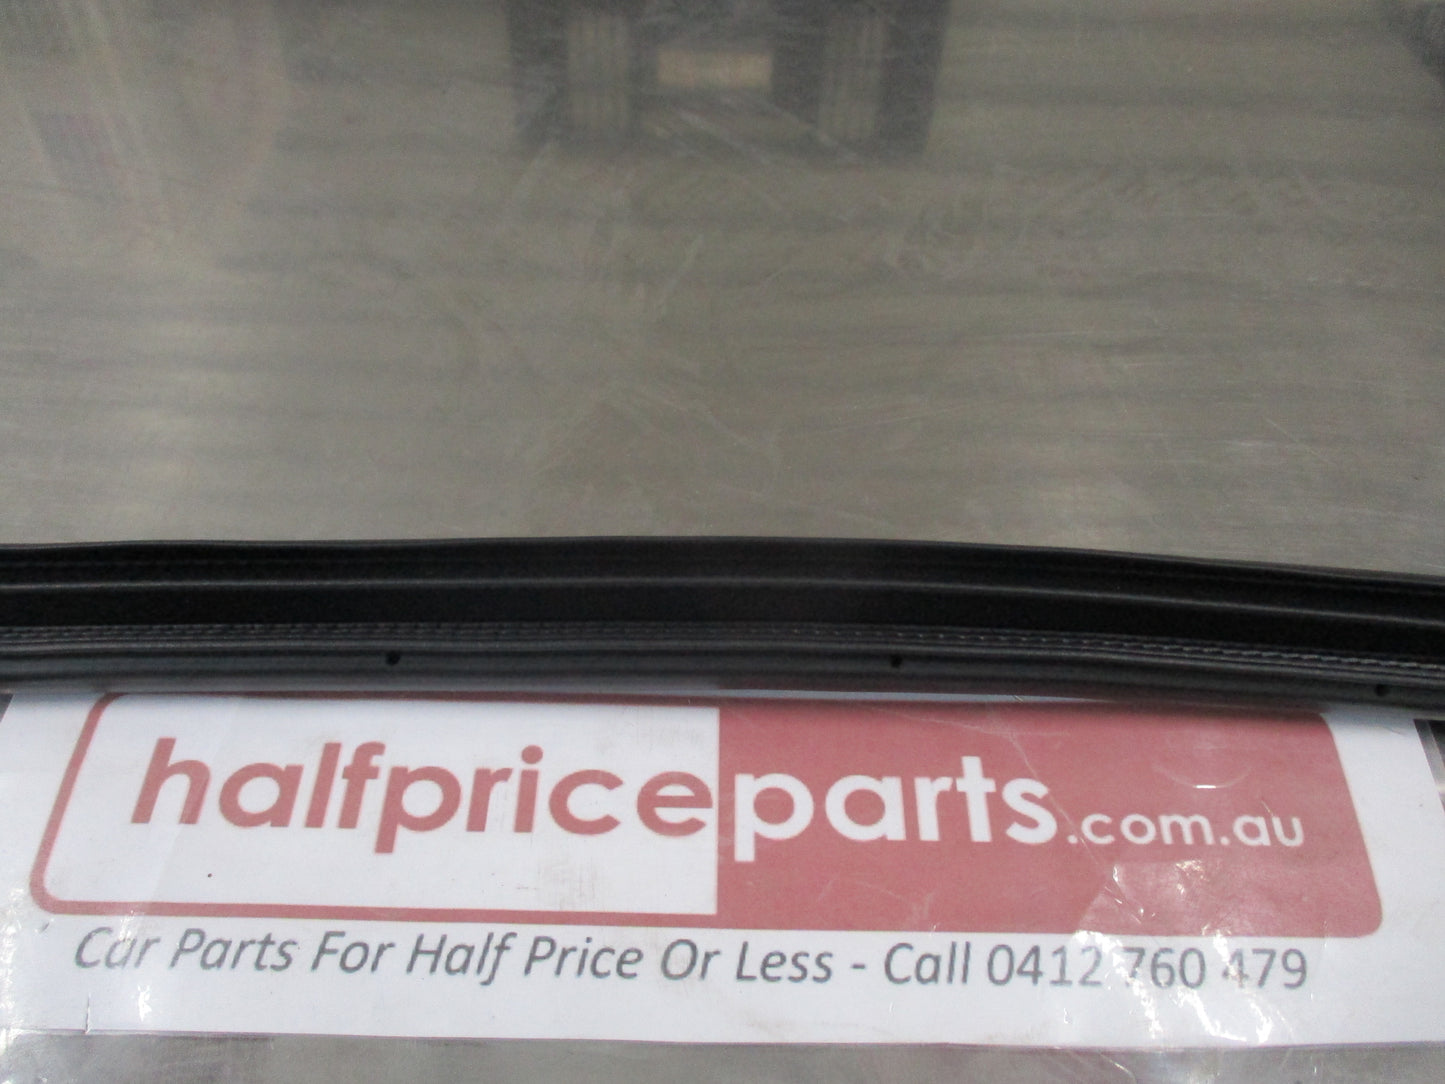 halfpriceparts.com.au
Car Parts For Half Price Or Less - Call 0412 760 479